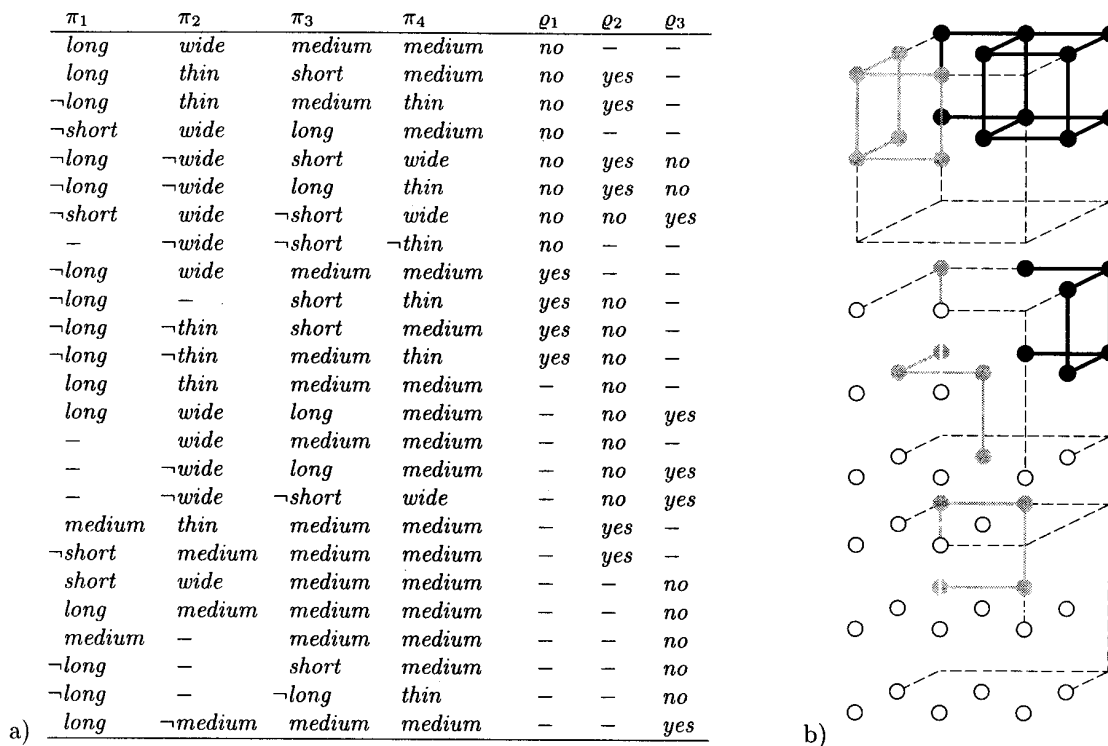 π₁ π₂ π₃ π₄ ϱ₁ ϱ₂ ϱ₃
long wide medium medium no – –
long thin short medium no yes –
¬long thin medium thin no yes –
¬short wide long medium no – –
¬long ¬wide short wide no yes no
¬long ¬wide long thin no yes no
¬short wide ¬short wide no no yes
– ¬wide ¬short ¬thin no – –
¬long wide medium medium yes – –
¬long – short thin yes no –
¬long ¬thin short medium yes no –
¬long ¬thin medium thin yes no –
long thin medium medium – no –
long wide long medium – no yes
– wide medium medium – no –
– ¬wide long medium – no yes
– ¬wide ¬short wide – no yes
medium thin medium medium – yes –
¬short medium medium medium – yes –
short wide medium medium – – no
long medium medium medium – – no
medium – medium medium – – no
¬long – short medium – – no
¬long – ¬long thin – – no
long ¬medium medium medium – – yes
a) b)